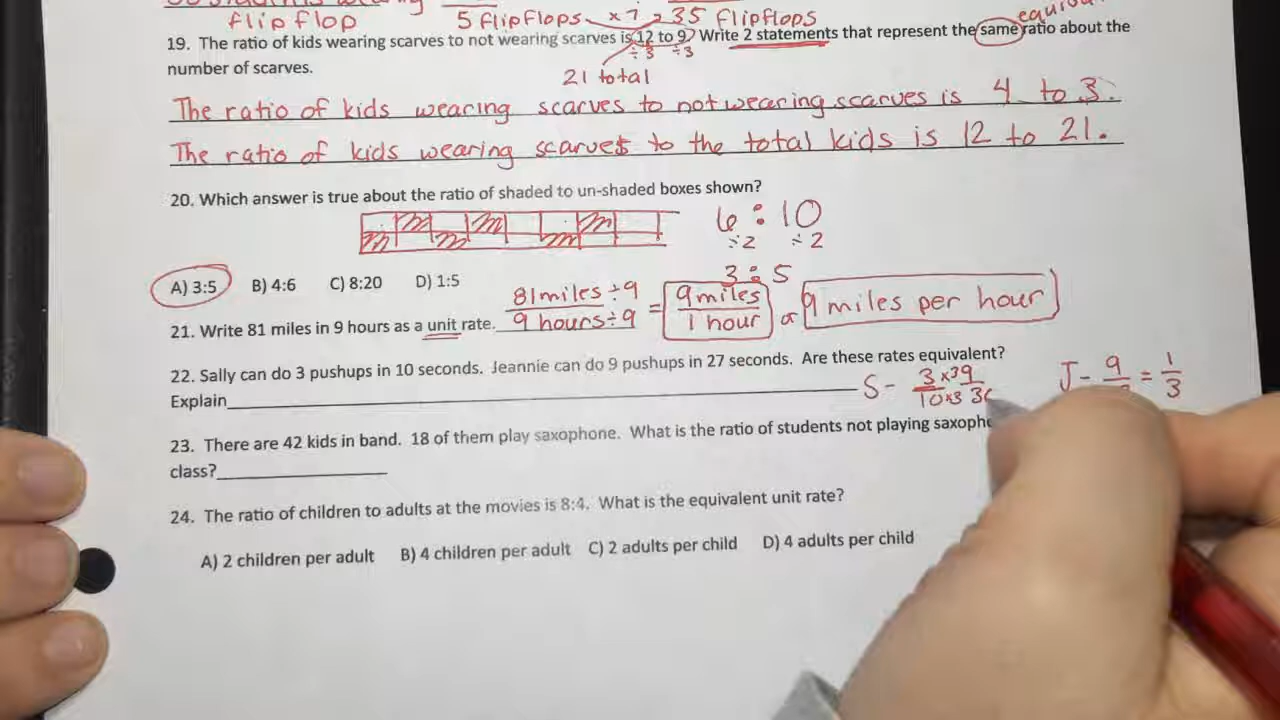 flip flop 5 flipflops x7 = 35 flipflops
19. The ratio of kids wearing scarves to not wearing scarves is 12 to 9. Write 2 statements that represent the same ratio about the
÷3 ÷3
number of scarves.
21 total
The ratio of kids wearing scarves to not wearing scarves is 4 to 3.
The ratio of kids wearing scarves to the total kids is 12 to 21.
20. Which answer is true about the ratio of shaded to un-shaded boxes shown?
6 : 10
÷2 ÷2
3 : 5
A) 3:5 B) 4:6 C) 8:20 D) 1:5
81 miles ÷9 = 9 miles
9 hours ÷9 1 hour or 9 miles per hour
21. Write 81 miles in 9 hours as a unit rate.
22. Sally can do 3 pushups in 10 seconds. Jeannie can do 9 pushups in 27 seconds. Are these rates equivalent?
Explain S - 3 x3 9 J - 9 = 1
10 x3 3
23. There are 42 kids in band. 18 of them play saxophone. What is the ratio of students not playing
class?
24. The ratio of children to adults at the movies is 8:4. What is the equivalent unit rate?
A) 2 children per adult B) 4 children per adult C) 2 adults per child D) 4 adults per child